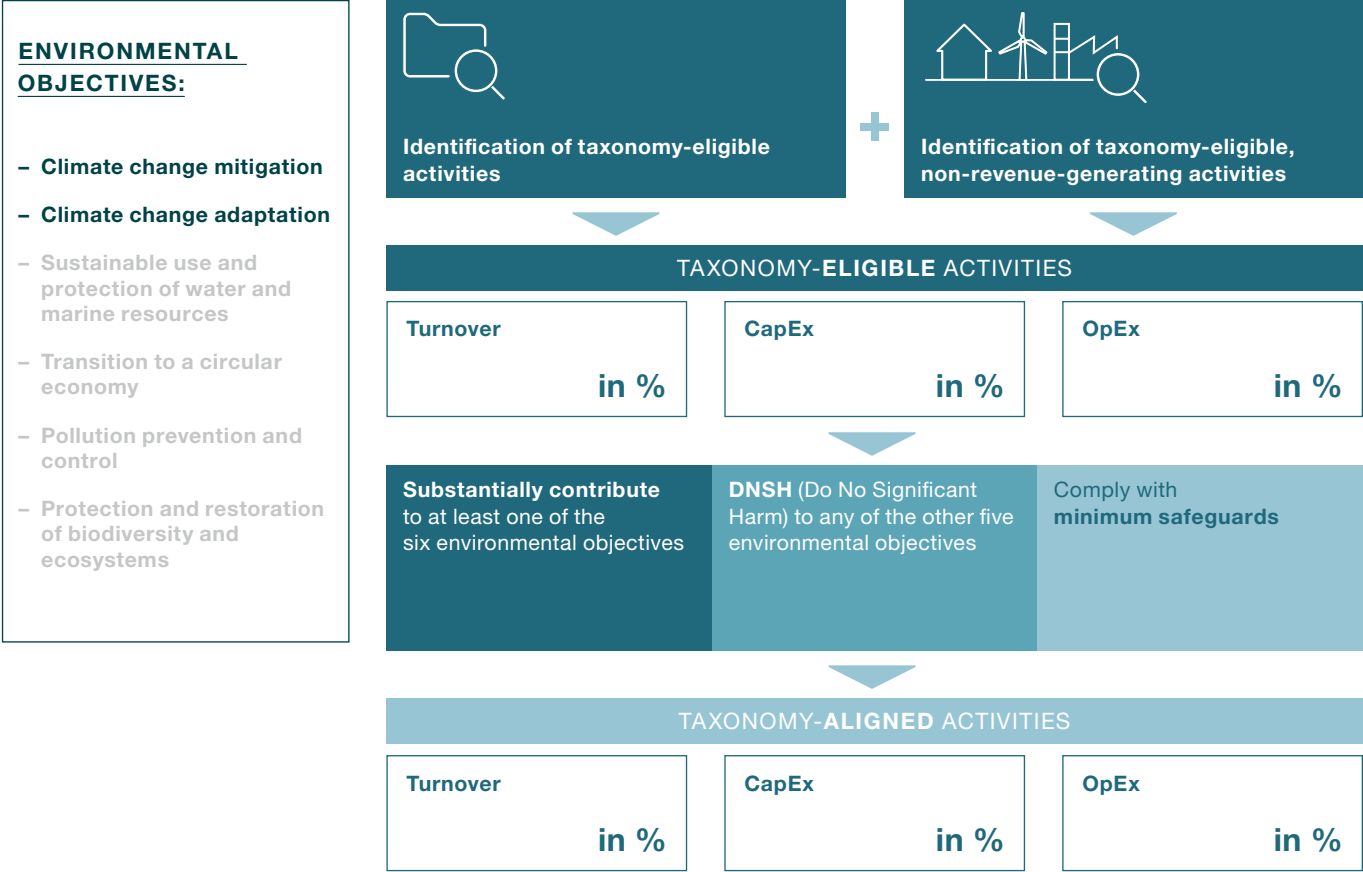 ENVIRONMENTAL
OBJECTIVES:
– Climate change mitigation
– Climate change adaptation
– Sustainable use and
protection of water and
marine resources
– Transition to a circular
economy
– Pollution prevention and
control
– Protection and restoration
of biodiversity and
ecosystems
Identification of taxonomy-eligible
activities
Identification of taxonomy-eligible,
non-revenue-generating activities
TAXONOMY-ELIGIBLE ACTIVITIES
Turnover
in %
CapEx
in %
OpEx
in %
Substantially contribute
to at least one of the
six environmental objectives
DNSH (Do No Significant
Harm) to any of the other five
environmental objectives
Comply with
minimum safeguards
TAXONOMY-ALIGNED ACTIVITIES
Turnover
in %
CapEx
in %
OpEx
in %